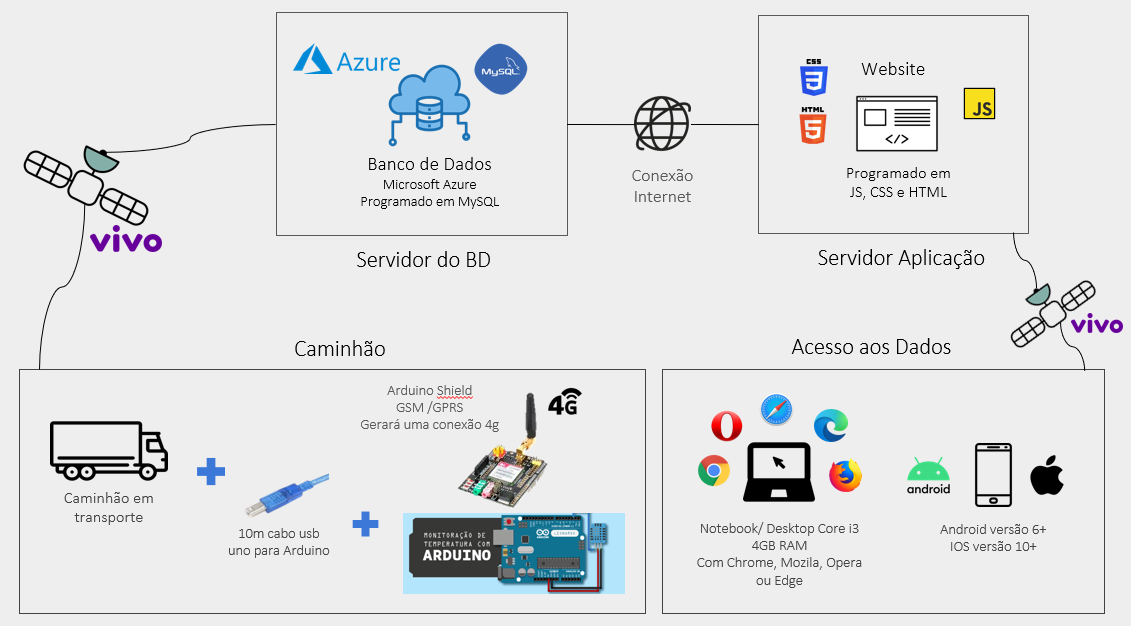 Azure
MySQL
Banco de Dados
Microsoft Azure
Programado em MySQL
Servidor do BD
Conexão
Internet
CSS
3
HTML
5
Website
</>
JS
Programado em
JS, CSS e HTML
Servidor Aplicação
vivo
vivo
Caminhão
Caminhão em
transporte
10m cabo usb
uno para Arduino
Arduino Shield
GSM /GPRS
Gerará uma conexão 4g
4G
MONITORAÇÃO DE
TEMPERATURA COM
ARDUINO
Acesso aos Dados
Notebook/ Desktop Core i3
4GB RAM
Com Chrome, Mozila, Opera
ou Edge
android
Android versão 6+
IOS versão 10+